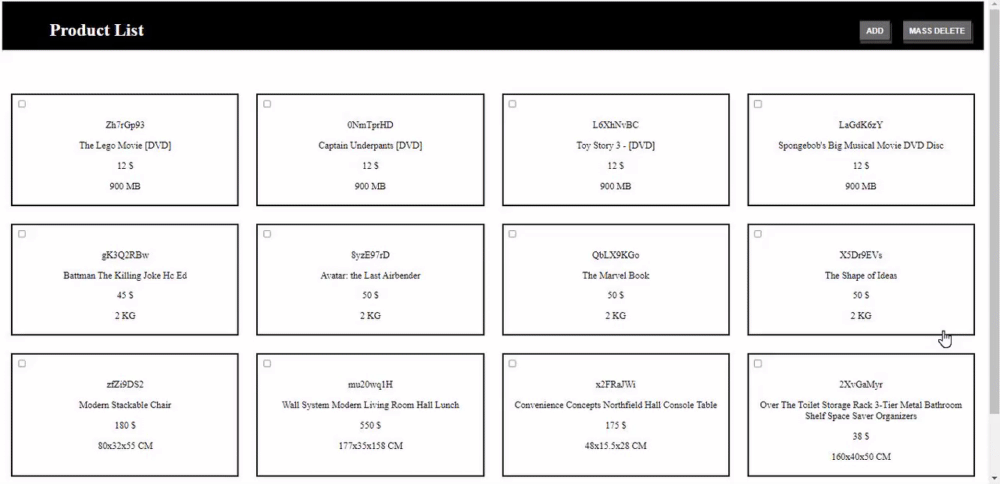 Product List
ADD
MASS DELETE
Zh7rGp93
The Lego Movie [DVD]
12 $
900 MB
0NmTprHD
Captain Underpants [DVD]
12 $
900 MB
L6XhNvBC
Toy Story 3 - [DVD]
12 $
900 MB
LaGdK6zY
Spongebob's Big Musical Movie DVD Disc
12 $
900 MB
gK3Q2RBw
Battman The Killing Joke Hc Ed
45 $
2 KG
8yzE97rD
Avatar: the Last Airbender
50 $
2 KG
QbLX9KGo
The Marvel Book
50 $
2 KG
X5Dr9EVs
The Shape of Ideas
50 $
2 KG
zfZi9DS2
Modern Stackable Chair
180 $
80x32x55 CM
mu20wq1H
Wall System Modern Living Room Hall Lunch
550 $
177x35x158 CM
x2FRaJWi
Convenience Concepts Northfield Hall Console Table
175 $
48x15.5x28 CM
2XvGaMyr
Over The Toilet Storage Rack 3-Tier Metal Bathroom
Shelf Space Saver Organizers
38 $
160x40x50 CM